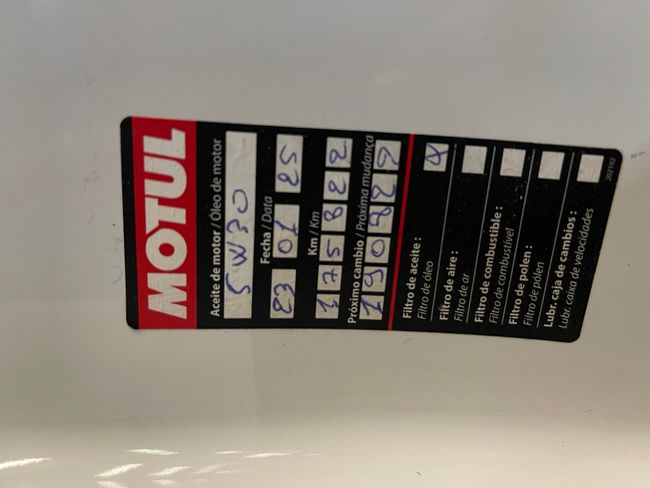 MOTUL
Aceite de motor / Óleo de motor
5W30
Fecha / Data
23 01 25
Km / Km
175822
Próximo cambio / Próxima mudança
190822
Filtro de aceite : X
Filtro de óleo
Filtro de aire :
Filtro de ar
Filtro de combustible :
Filtro de combustível
Filtro de polen :
Filtro de pólen
Lubr. caja de cambios :
Lubr. caixa de velocidades